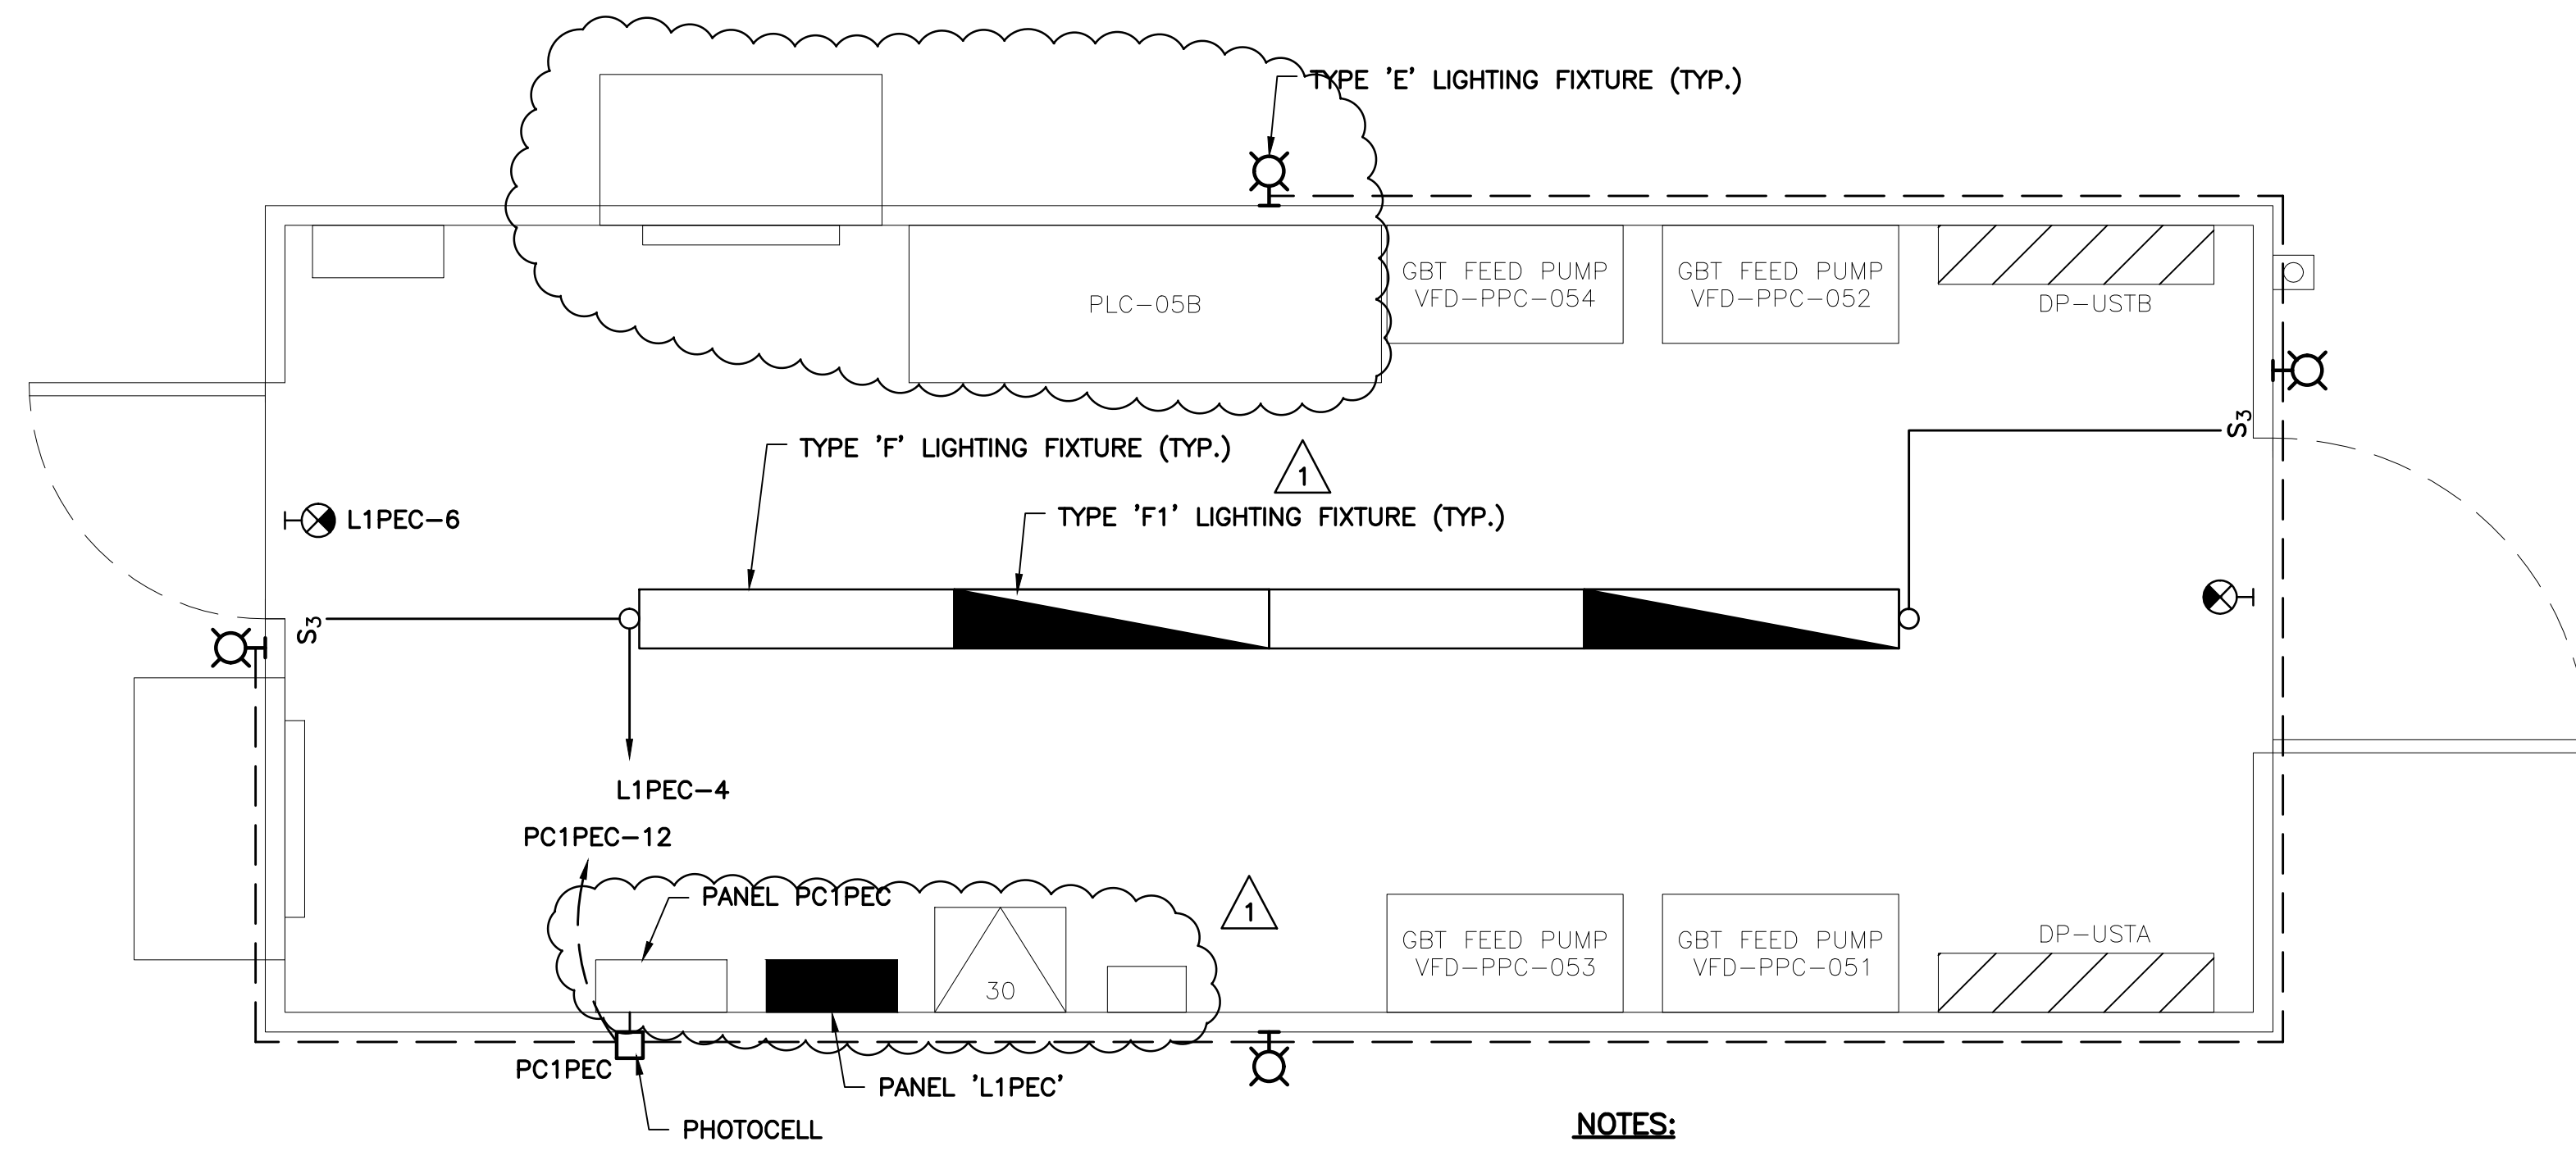 TYPE 'E' LIGHTING FIXTURE (TYP.)
GBT FEED PUMP
VFD-PPC-054
GBT FEED PUMP
VFD-PPC-052
PLC-05B
DP-USTB
S3
TYPE 'F' LIGHTING FIXTURE (TYP.)
1
TYPE 'F1' LIGHTING FIXTURE (TYP.)
L1PEC-6
S3
L1PEC-4
PC1PEC-12
PANEL PC1PEC
1
30
GBT FEED PUMP
VFD-PPC-053
GBT FEED PUMP
VFD-PPC-051
DP-USTA
PC1PEC
PANEL 'L1PEC'
PHOTOCELL
NOTES: